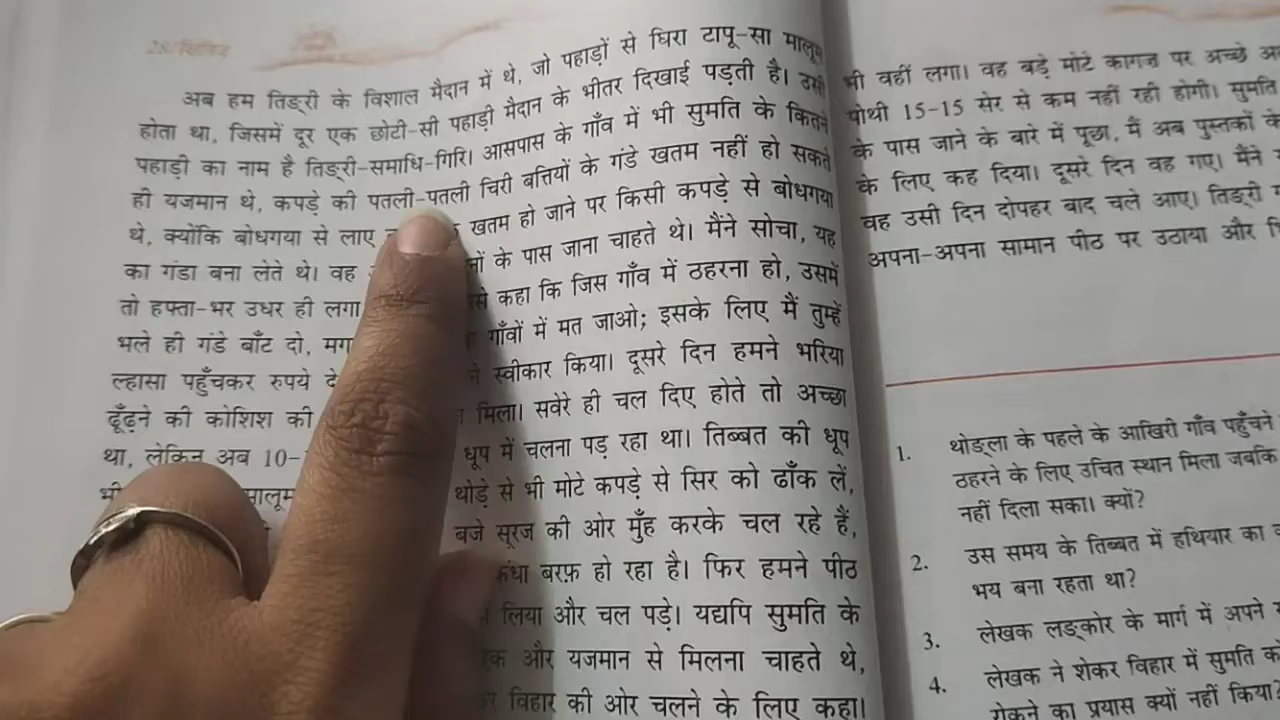 28/क्षितिज
अब हम तिङ्री के विशाल मैदान में थे, जो पहाड़ों से घिरा टापू-सा मालूम
होता था, जिसमें दूर एक छोटी-सी पहाड़ी मैदान के भीतर दिखाई पड़ती है। उसी
पहाड़ी का नाम है तिङ्री-समाधि-गिरि। आसपास के गाँव में भी सुमति के कितने
ही यजमान थे, कपड़े की पतली-पतली चिरी बत्तियों के गंडे खतम नहीं हो सकते
थे, क्योंकि बोधगया से लाए खतम हो जाने पर किसी कपड़े से बोधगया
का गंडा बना लेते थे। वह के पास जाना चाहते थे। मैंने सोचा, यह
तो हफ्ता-भर उधर ही लगा कहा कि जिस गाँव में ठहरना हो, उसमें
भले ही गंडे बाँट दो, गाँवों में मत जाओ; इसके लिए मैं तुम्हें
ल्हासा पहुँचकर रुपये स्वीकार किया। दूसरे दिन हमने भरिया
ढूँढ़ने की कोशिश की मिला। सवेरे ही चल दिए होते तो अच्छा
था, लेकिन अब 10- धूप में चलना पड़ रहा था। तिब्बत की धूप
थोड़े से भी मोटे कपड़े से सिर को ढाँक लें,
बजे सूरज की ओर मुँह करके चल रहे हैं,
बरफ़ हो रहा है। फिर हमने पीठ
लिया और चल पड़े। यद्यपि सुमति के
और यजमान से मिलना चाहते थे,
विहार की ओर चलने के लिए कहा।
भी वहीं लगा। वह बड़े मोटे कागज़ पर अच्छे
पोथी 15-15 सेर से कम नहीं रही होगी। सुमति
के पास जाने के बारे में पूछा, मैं अब पुस्तकों के
के लिए कह दिया। दूसरे दिन वह गए। मैंने
वह उसी दिन दोपहर बाद चले आए। तिङ्री
अपना-अपना सामान पीठ पर उठाया और
1. थोङ्ला के पहले के आखिरी गाँव पहुँचने
ठहरने के लिए उचित स्थान मिला जबकि
नहीं दिला सका। क्यों?
2. उस समय के तिब्बत में हथियार का
भय बना रहता था?
3. लेखक लङ्कोर के मार्ग में अपने
4. लेखक ने शेकर विहार में सुमति को
रोकने का प्रयास क्यों नहीं किया?